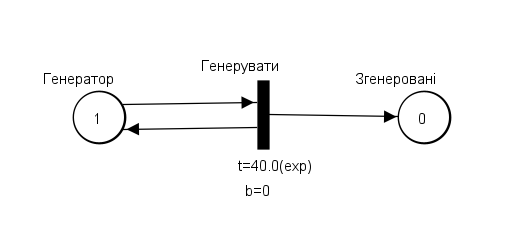 Генерувати
Генератор
Згенеровані
1
0
t=40.0(exp)
b=0